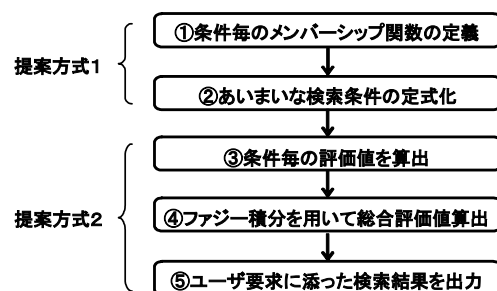 ①条件毎のメンバーシップ関数の定義
提案方式1
②あいまいな検索条件の定式化
③条件毎の評価値を算出
提案方式2
④ファジー積分を用いて総合評価値算出
⑤ユーザ要求に添った検索結果を出力